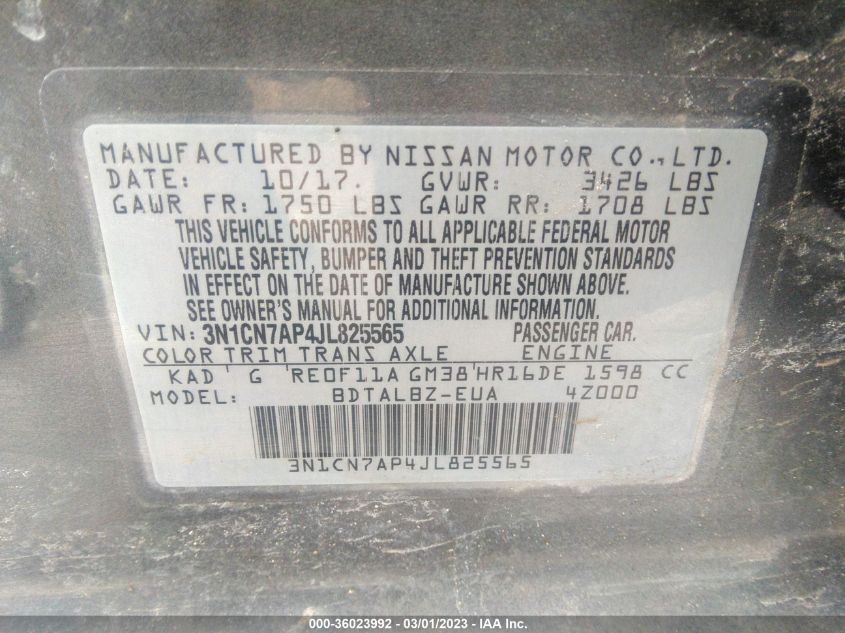 MANUFACTURED BY NISSAN MOTOR CO.,LTD.
DATE: 10/17. GVWR: 3426 LBS
GAWR FR: 1750 LBS GAWR RR: 1708 LBS
THIS VEHICLE CONFORMS TO ALL APPLICABLE FEDERAL MOTOR
VEHICLE SAFETY, BUMPER AND THEFT PREVENTION STANDARDS
IN EFFECT ON THE DATE OF MANUFACTURE SHOWN ABOVE.
SEE OWNER'S MANUAL FOR ADDITIONAL INFORMATION.
VIN: 3N1CN7AP4JL825565 PASSENGER CAR.
COLOR TRIM TRANS AXLE ENGINE
KAD G RE0F11A GM38 HR16DE 1598 CC
MODEL: BDTALBZ-EUA 4Z000
3N1CN7AP4JL825565
000-36023992 - 03/01/2023 - IAA Inc.